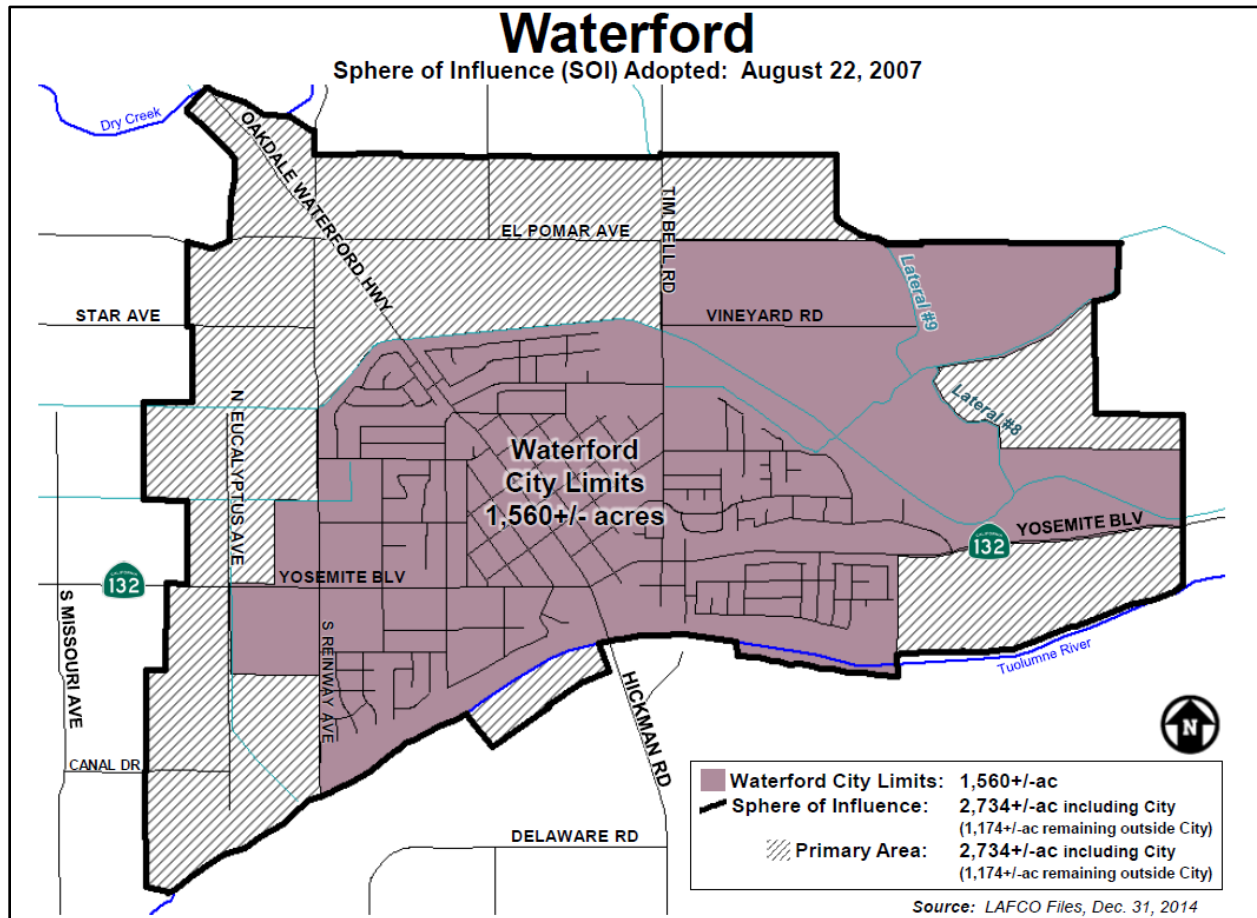 Waterford
Sphere of Influence (SOI) Adopted: August 22, 2007
Dry Creek
OAKDALE WATERFORD HWY
TIM BELL RD
EL POMAR AVE
Lateral #9
STAR AVE
VINEYARD RD
Lateral #8
N EUCALYPTUS AVE
Waterford
City Limits
1,560+/- acres
YOSEMITE BLV
CALIFORNIA
132
CALIFORNIA
132
YOSEMITE BLV
S MISSOURI AVE
S REINWAY AVE
Tuolumne River
HICKMAN RD
CANAL DR
DELAWARE RD
N
Waterford City Limits: 1,560+/-ac
Sphere of Influence: 2,734+/-ac including City
(1,174+/-ac remaining outside City)
Primary Area: 2,734+/-ac including City
(1,174+/-ac remaining outside City)
Source: LAFCO Files, Dec. 31, 2014